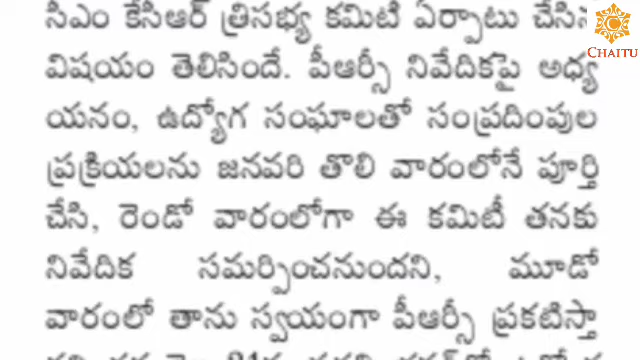 సీఎం కేసీఆర్ త్రిసభ్య కమిటీ ఏర్పాటు చేసిన
CHAITU
విషయం తెలిసిందే. పీఆర్సీ నివేదికపై అధ్య
యనం, ఉద్యోగ సంఘాలతో సంప్రదింపుల
ప్రక్రియలను జనవరి తొలి వారంలోనే పూర్తి
చేసి, రెండో వారంలోగా ఈ కమిటీ తనకు
నివేదిక సమర్పించనుందని, మూడో
వారంలో తాను స్వయంగా పీఆర్సీ ప్రకటిస్తా